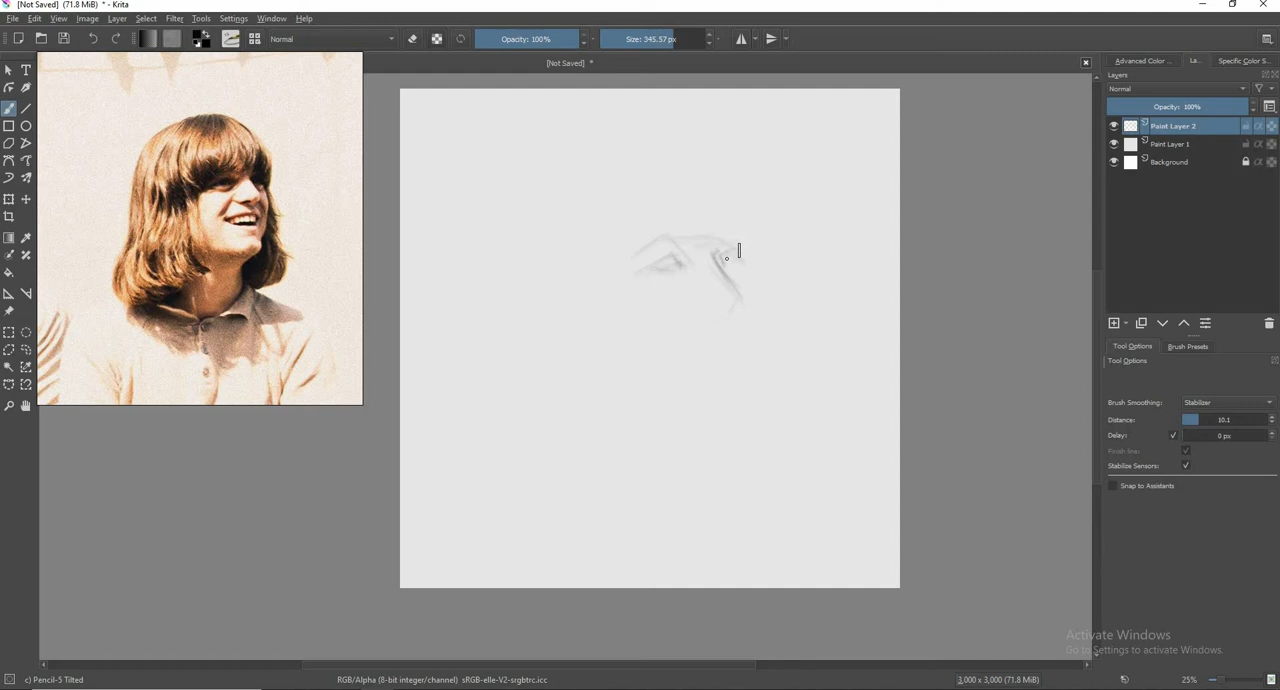 [Not Saved] (71.8 MiB) * - Krita
File Edit View Image Layer Select Filter Tools Settings Window Help
Normal
Opacity: 100%
Size: 345.57 px
[Not Saved] *
Advanced Color ...
La...
Specific Color S...
Layers
Normal
Opacity: 100%
Paint Layer 2
Paint Layer 1
Background
Tool Options
Brush Presets
Tool Options
Brush Smoothing: Stabilizer
Distance: 10.1
Delay: 0 px
Finish line:
Stabilize Sensors:
Snap to Assistants
Activate Windows
Go to Settings to activate Windows.
c) Pencil-5 Tilted
RGB/Alpha (8-bit integer/channel) sRGB-elle-V2-srgbtrc.icc
3,000 x 3,000 (71.8 MiB)
25%